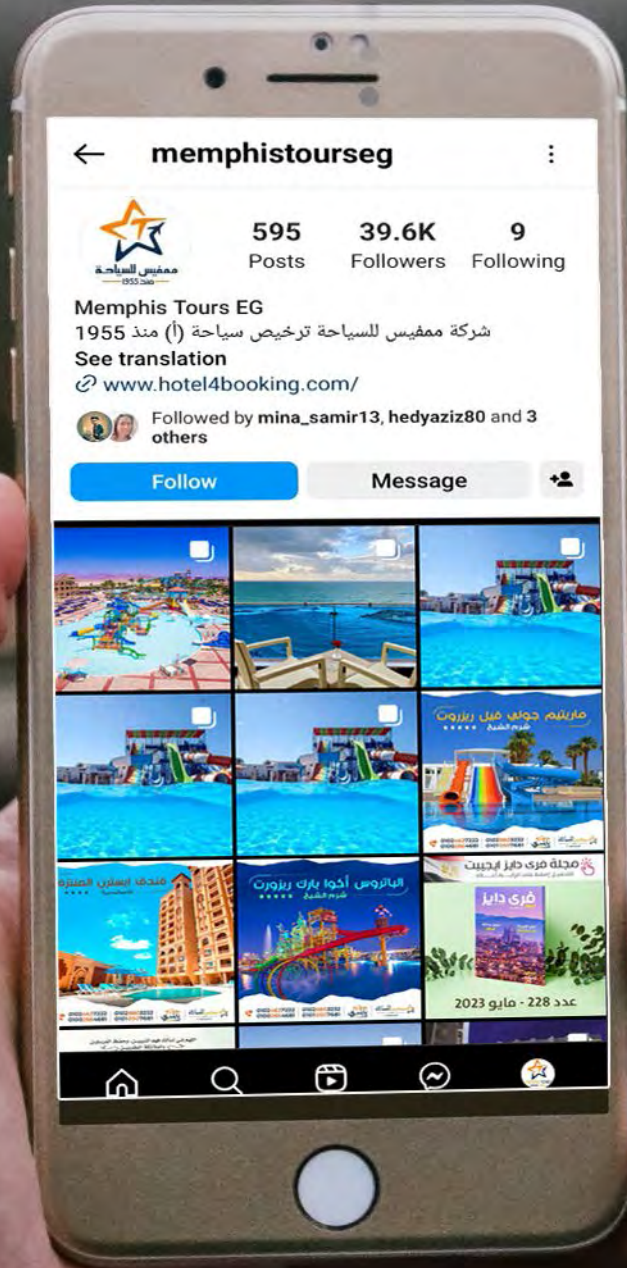 memphistourseg
ممفيس للسياحة
منذ 1955
595
39.6K
9
Posts
Followers
Following
Memphis Tours EG
شركة ممفيس للسياحة ترخيص سياحة (أ) منذ 1955
See translation
www.hotel4booking.com/
Followed by mina_samir13, hedyaziz80 and 3
others
Follow
Message
ماريتيم جولي فيل ريزروت
شرم الشيخ
فندق ايسترن المنتزة
الباتروس أكوا بارك ريزورت
شرم الشيخ
مجلة فرى دايز ايجيبت
فرى دايز
عدد 228 - مايو 2023